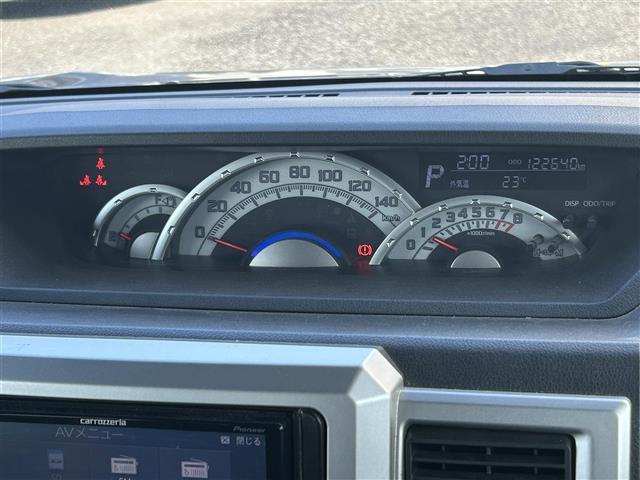 2:00 ODO 122640km
P 外気温 23℃
DISP ODO/TRIP
F
0 20 40 60 80 100 120 140
km/h
0 1 2 3 4 5 6 7 8
×1000r/min
carrozzeria
Pioneer
AVメニュー
閉じる